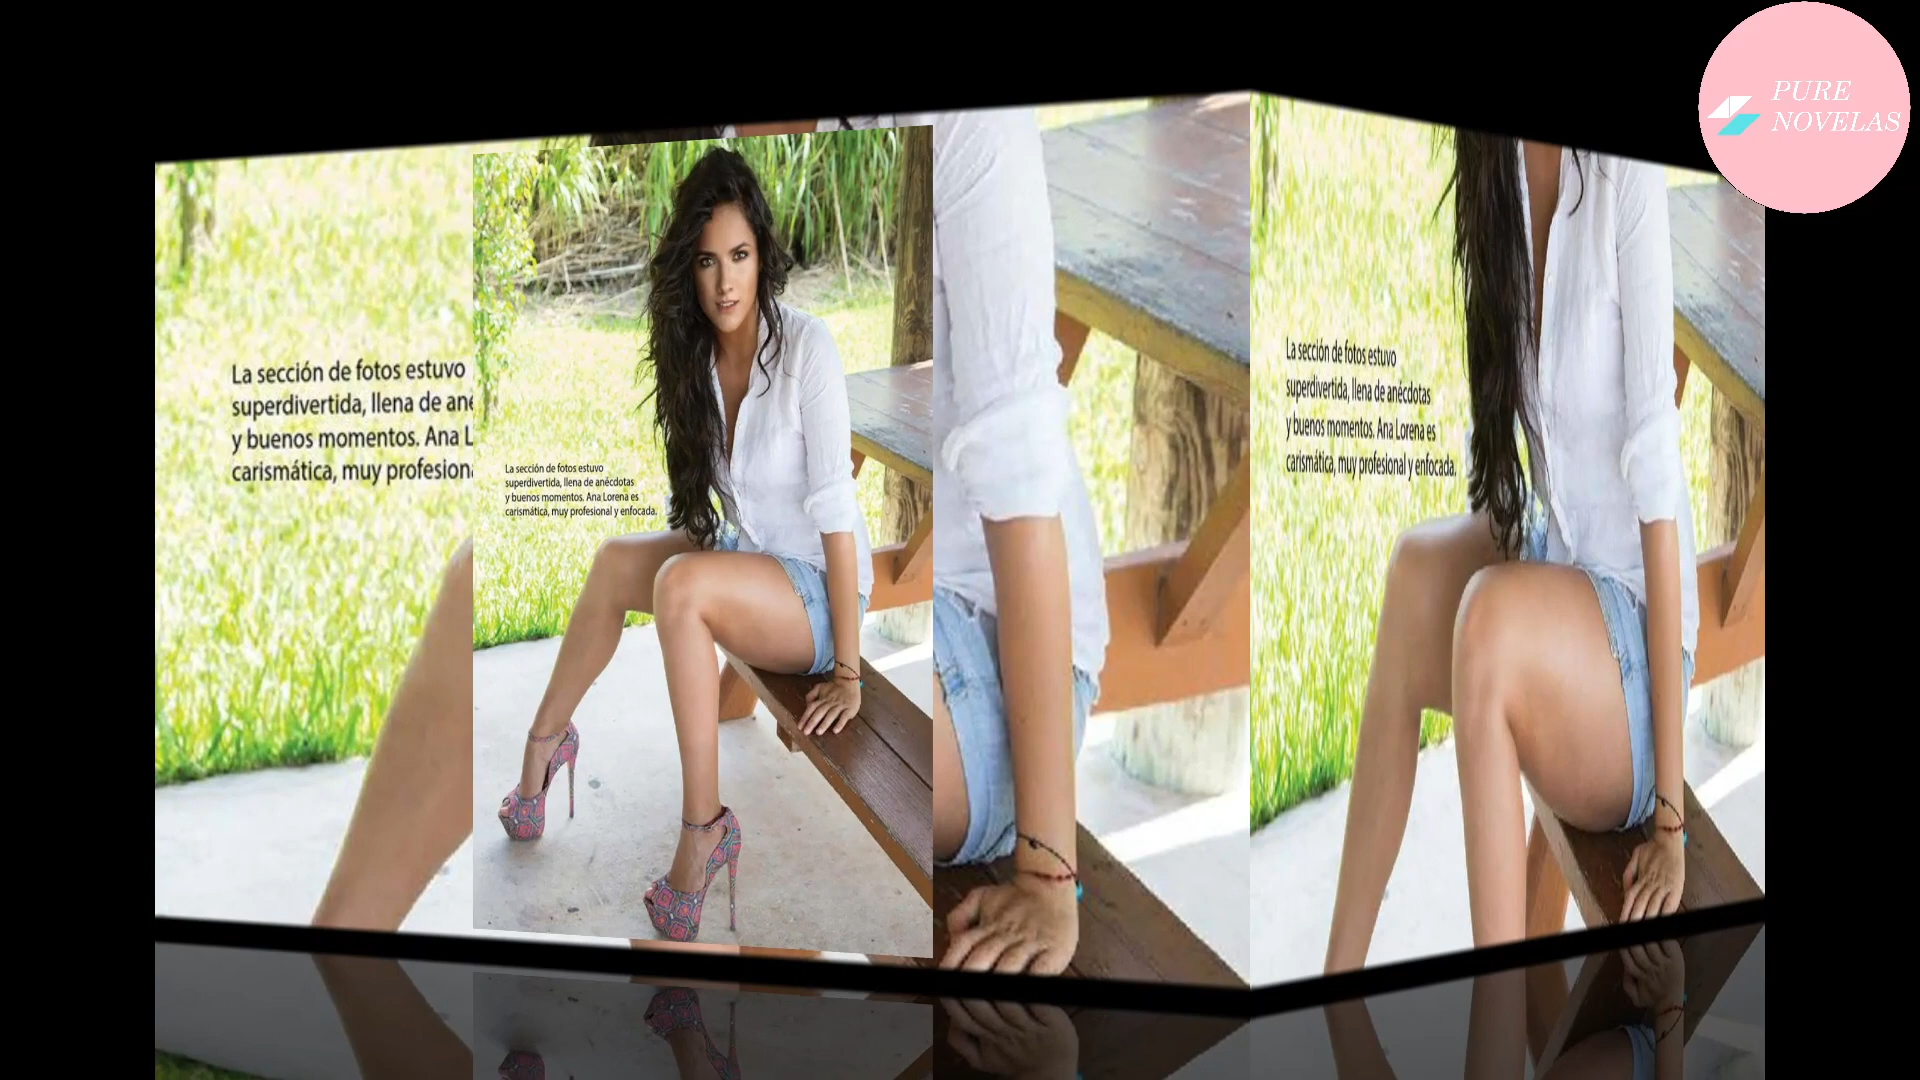 PURE
NOVELAS
La sección de fotos estuvo
superdivertida, llena de
y buenos momentos. Ana
carismática, muy
La sección de fotos estuvo
superdivertida, llena de anécdotas
y buenos momentos. Ana Lorena es
carismática, muy profesional y enfocada.
La sección de fotos estuvo
superdivertida, llena de anécdotas
y buenos momentos. Ana Lorena es
carismática, muy profesional y enfocada.